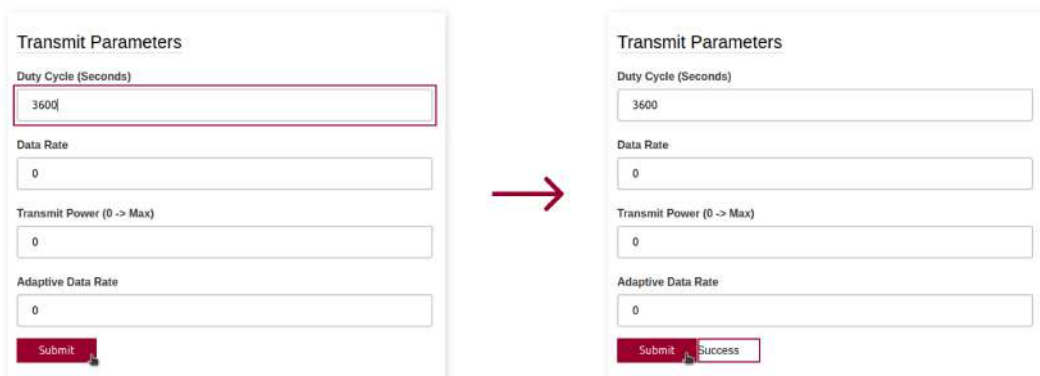 Transmit Parameters
Duty Cycle (Seconds)
3600
Data Rate
0
Transmit Power (0 -> Max)
0
Adaptive Data Rate
0
Submit
Transmit Parameters
Duty Cycle (Seconds)
3600
Data Rate
0
Transmit Power (0 -> Max)
0
Adaptive Data Rate
0
Submit Success